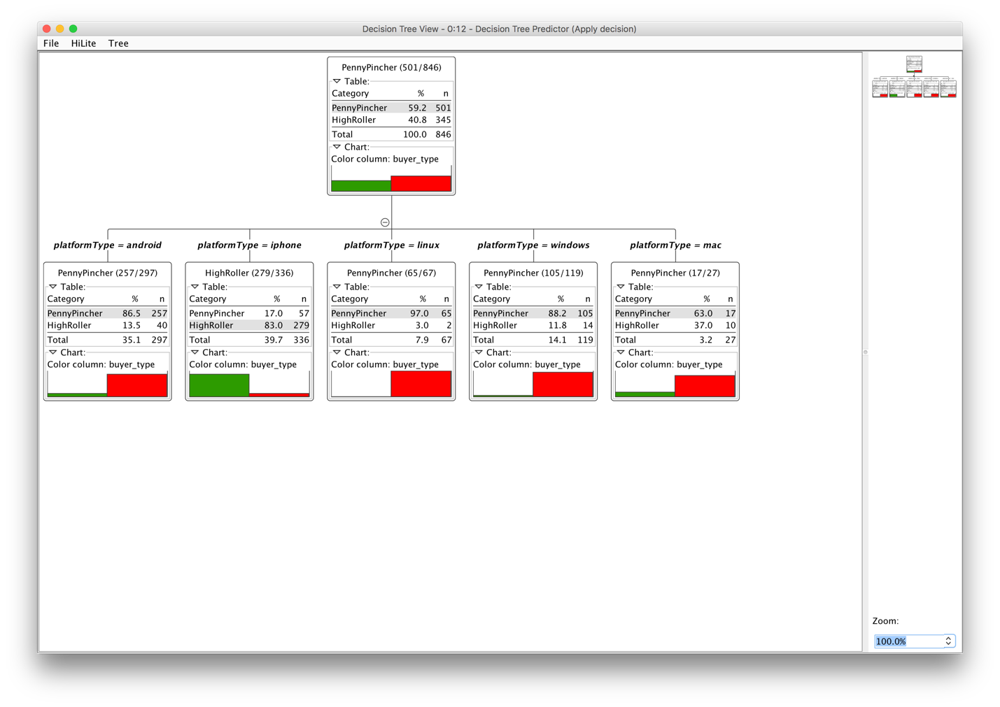 Decision Tree View - 0:12 - Decision Tree Predictor (Apply decision)
File HiLite Tree
PennyPincher (501/846)
Table:
Category % n
PennyPincher 59.2 501
HighRoller 40.8 345
Total 100.0 846
Chart:
Color column: buyer_type
platformType = android
PennyPincher (257/297)
Table:
Category % n
PennyPincher 86.5 257
HighRoller 13.5 40
Total 35.1 297
Chart:
Color column: buyer_type
platformType = iphone
HighRoller (279/336)
Table:
Category % n
PennyPincher 17.0 57
HighRoller 83.0 279
Total 39.7 336
Chart:
Color column: buyer_type
platformType = linux
PennyPincher (65/67)
Table:
Category % n
PennyPincher 97.0 65
HighRoller 3.0 2
Total 7.9 67
Chart:
Color column: buyer_type
platformType = windows
PennyPincher (105/119)
Table:
Category % n
PennyPincher 88.2 105
HighRoller 11.8 14
Total 14.1 119
Chart:
Color column: buyer_type
platformType = mac
PennyPincher (17/27)
Table:
Category % n
PennyPincher 63.0 17
HighRoller 37.0 10
Total 3.2 27
Chart:
Color column: buyer_type
Zoom:
100.0%